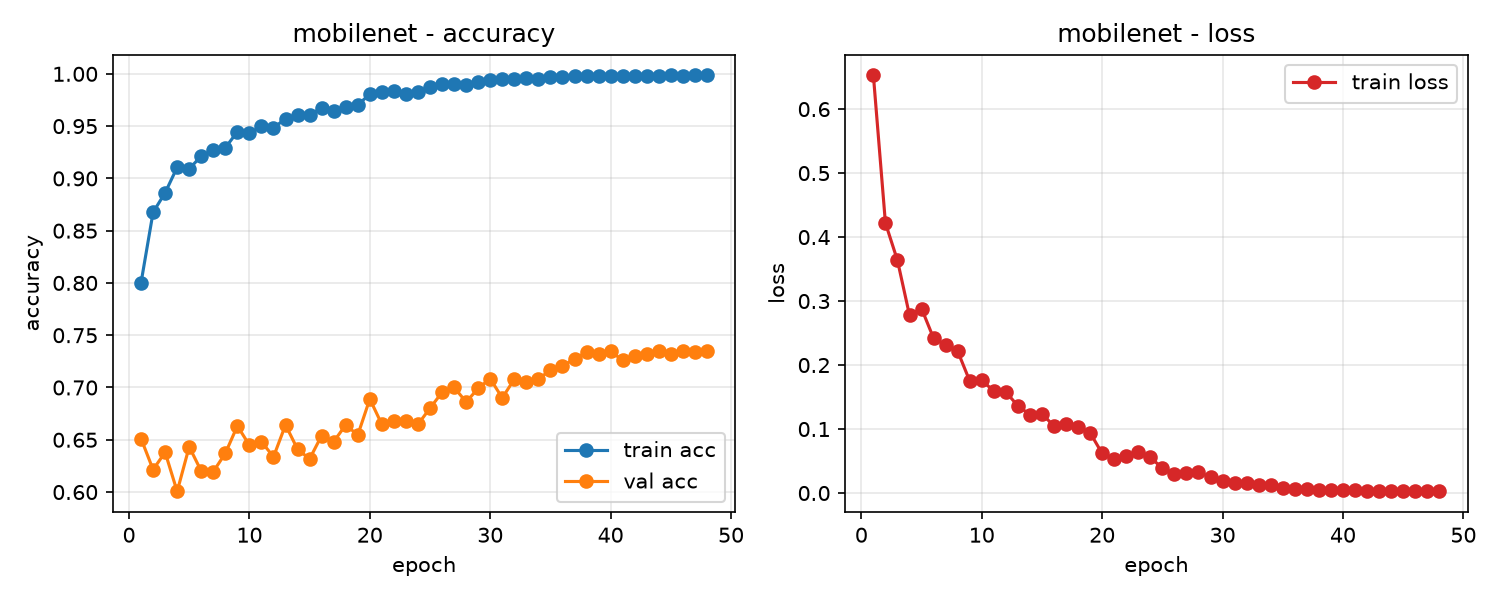 mobilenet - accuracy
1.00
0.95
0.90
0.85
0.80
0.75
0.70
0.65
0.60
accuracy
train acc
val acc
0 10 20 30 40 50
epoch
mobilenet - loss
train loss
0.6
0.5
0.4
0.3
0.2
0.1
0.0
loss
0 10 20 30 40 50
epoch